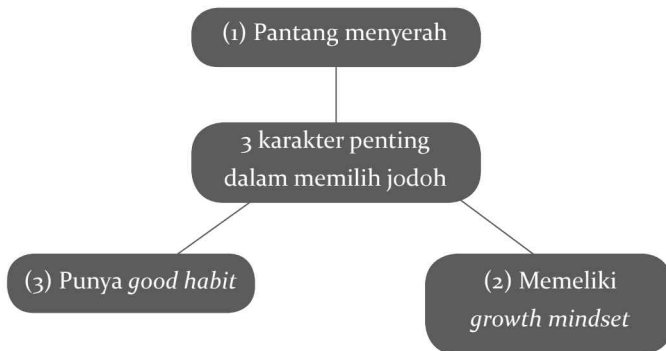 (1) Pantang menyerah
3 karakter penting
dalam memilih jodoh
(3) Punya good habit
(2) Memeliki
growth mindset